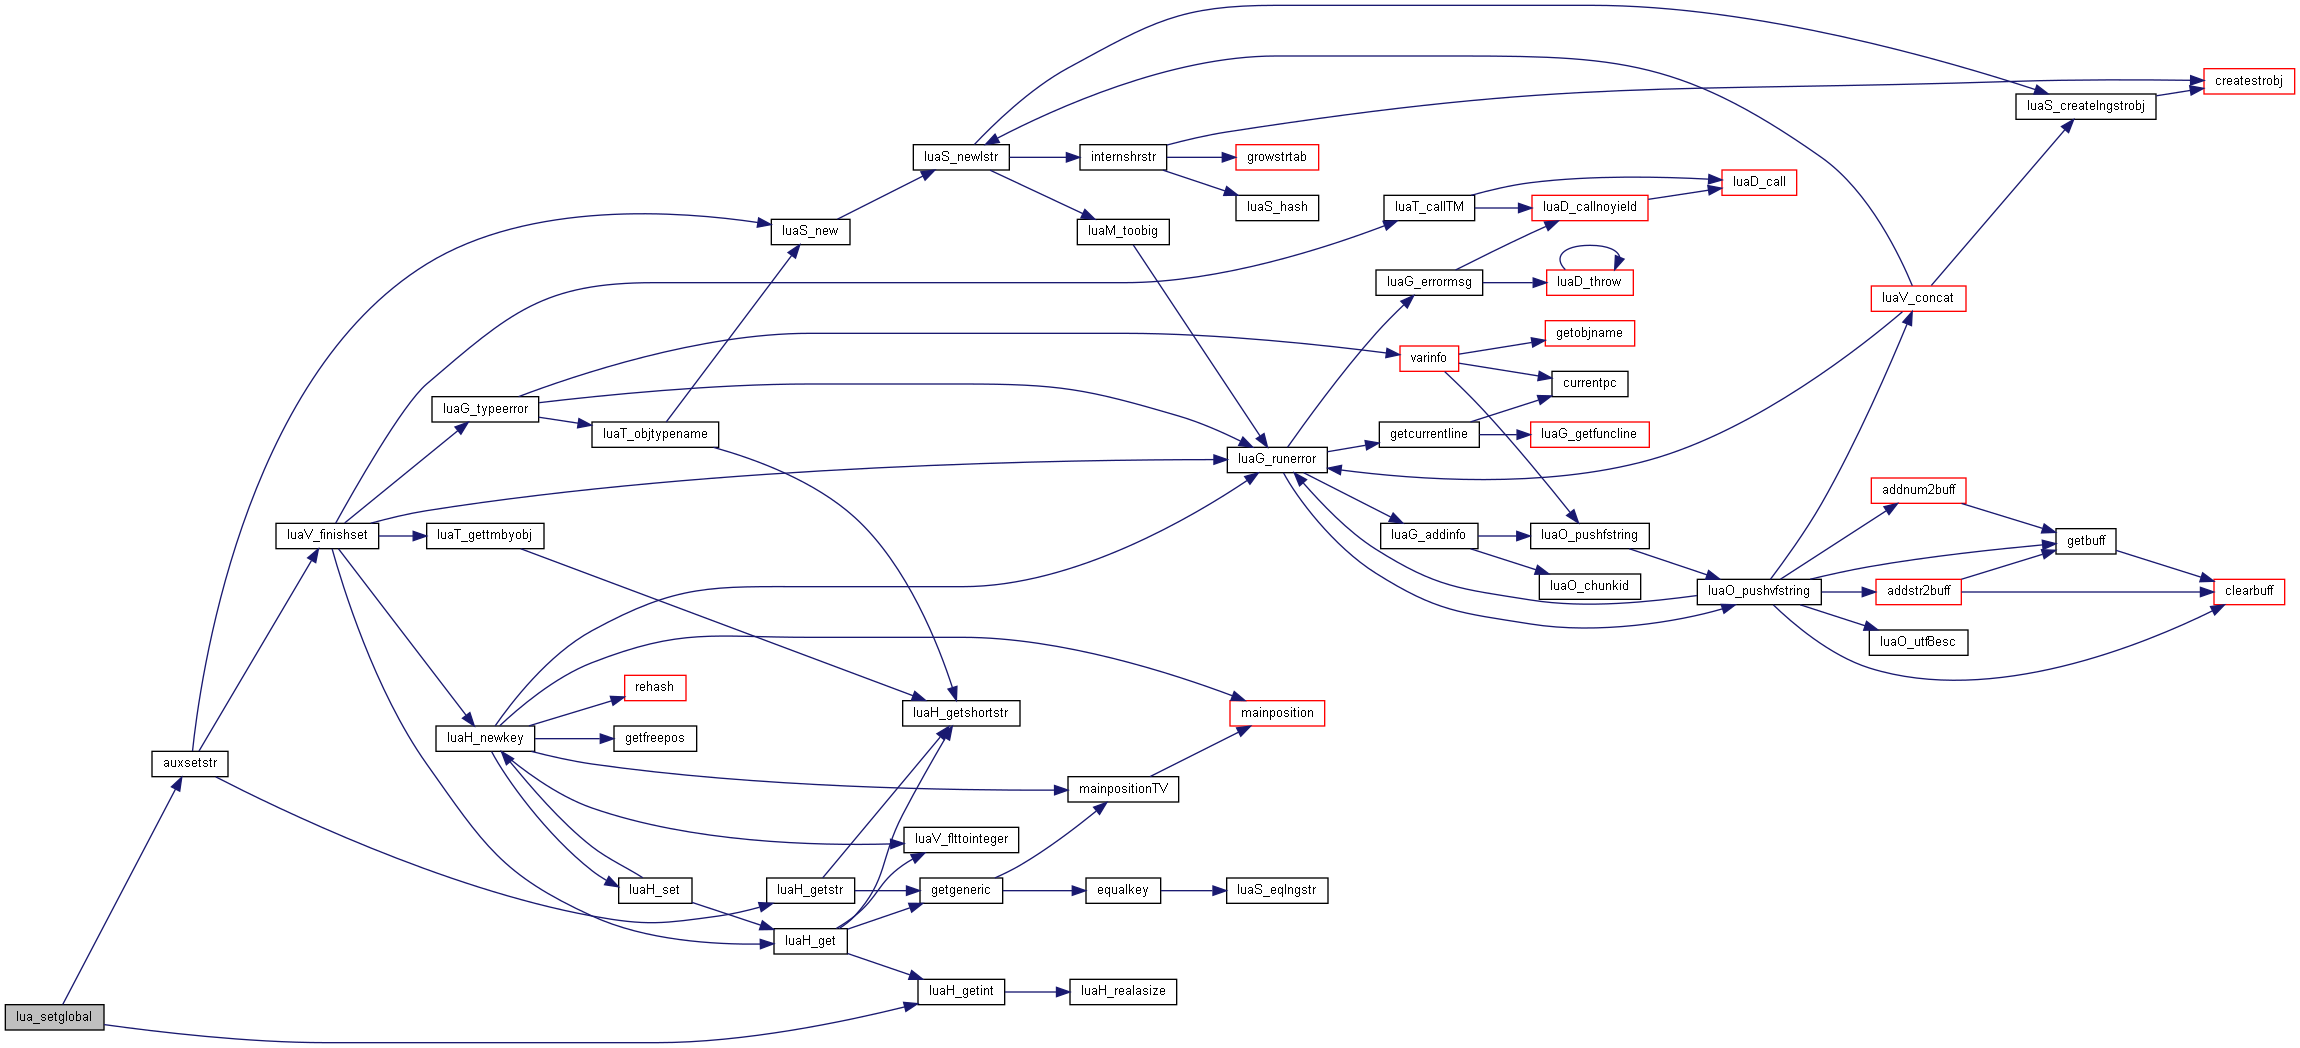 createstrobj
luaS_createlngstrobj
luaS_newlstr
internshrstr
growstrtab
luaD_call
luaS_hash
luaT_callTM
luaD_callnoyield
luaS_new
luaM_toobig
luaG_errormsg
luaD_throw
luaV_concat
getobjname
varinfo
currentpc
luaG_typeerror
luaT_objtypename
getcurrentline
luaG_getfuncline
luaG_runerror
addnum2buff
luaV_finishset
luaT_gettmbyobj
luaG_addinfo
luaO_pushfstring
getbuff
luaO_chunkid
luaO_pushvfstring
addstr2buff
clearbuff
luaO_utf8esc
rehash
luaH_getshortstr
mainposition
luaH_newkey
getfreepos
auxsetstr
mainpositionTV
luaV_flttointeger
luaH_set
luaH_getstr
getgeneric
equalkey
luaS_eqlngstr
luaH_get
luaH_getint
luaH_realasize
lua_setglobal